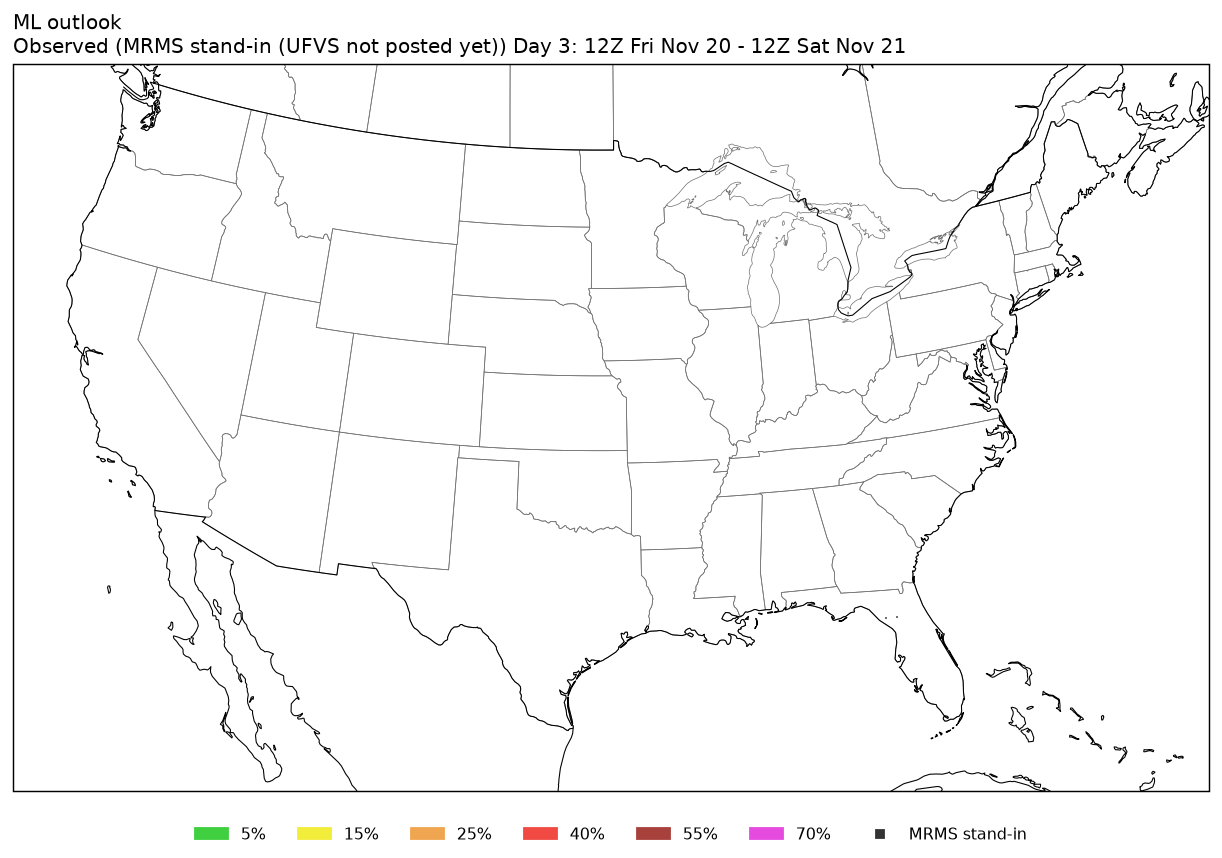 ML outlook
Observed (MRMS stand-in (UFVS not posted yet)) Day 3: 12Z Fri Nov 20 - 12Z Sat Nov 21
5% 15% 25% 40% 55% 70% MRMS stand-in